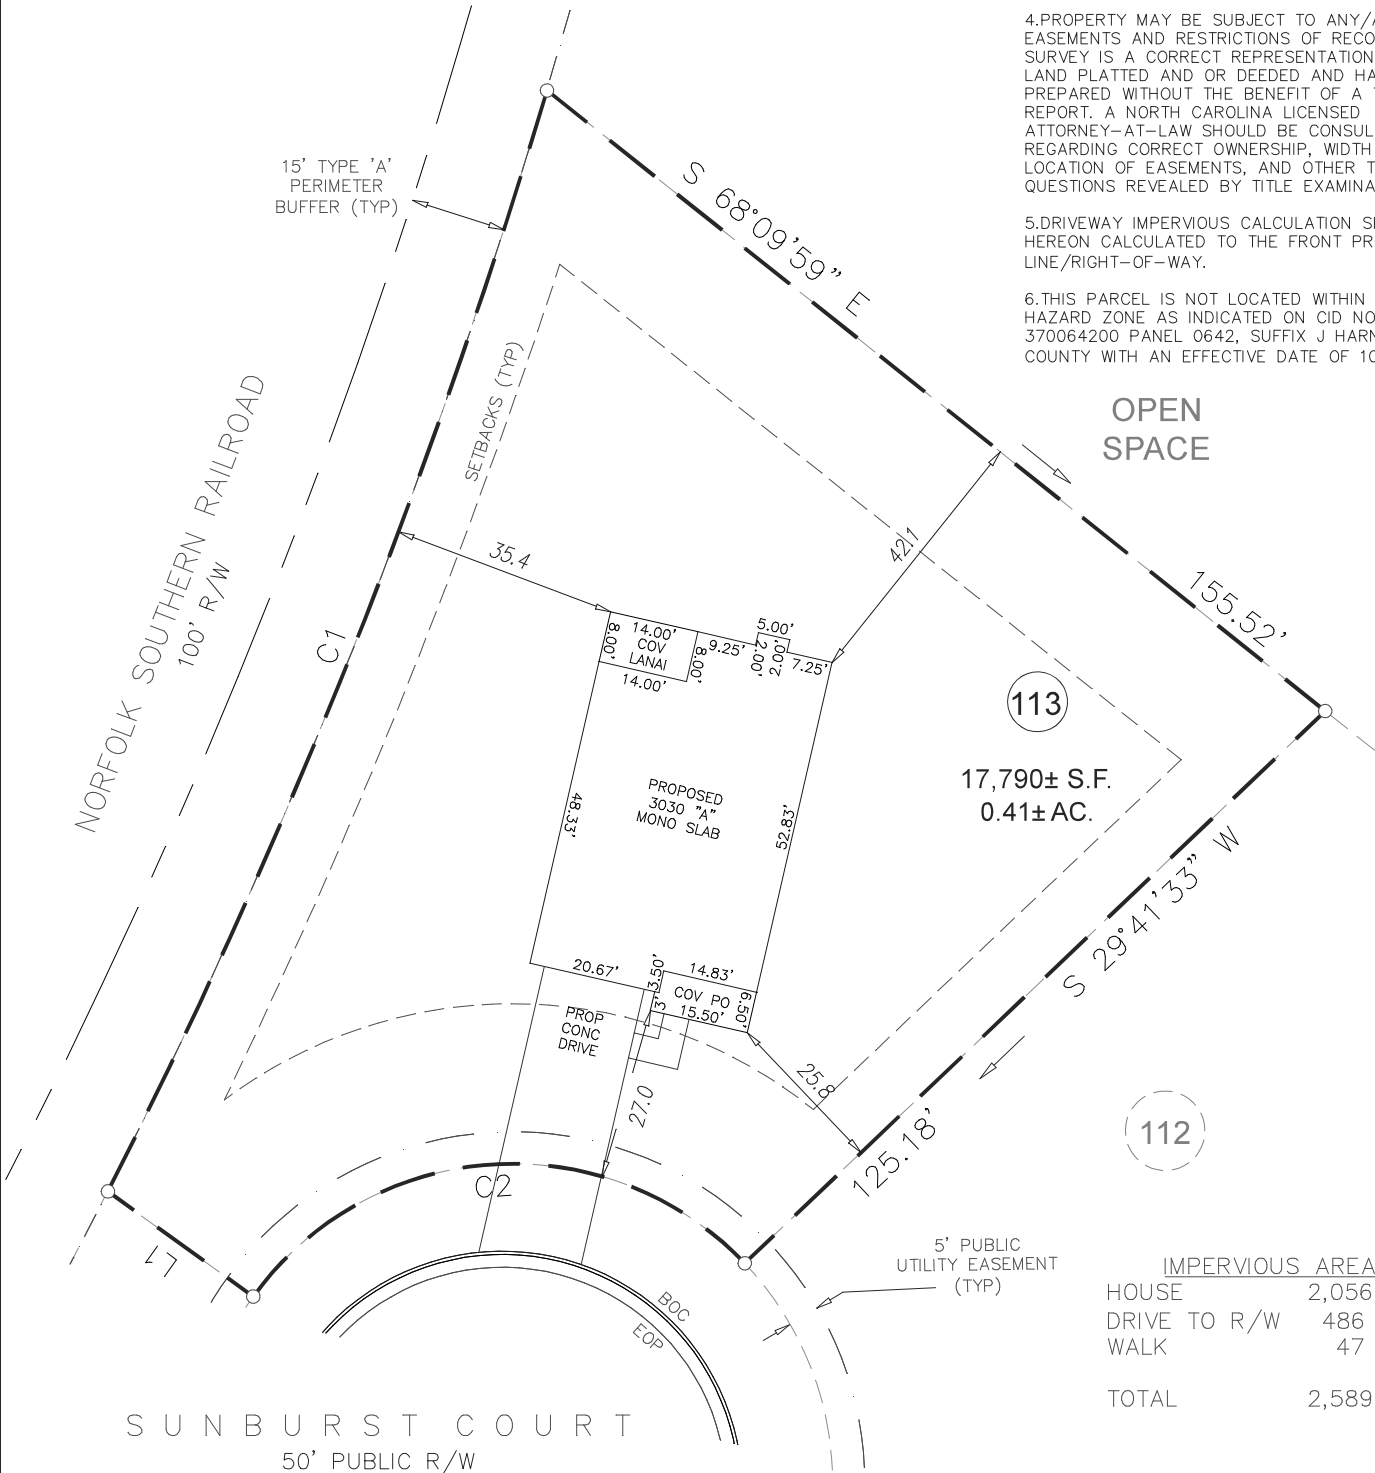 4.PROPERTY MAY BE SUBJECT TO ANY/
EASEMENTS AND RESTRICTIONS OF RECO
SURVEY IS A CORRECT REPRESENTATION
LAND PLATTED AND OR DEEDED AND HA
PREPARED WITHOUT THE BENEFIT OF A
REPORT. A NORTH CAROLINA LICENSED
ATTORNEY-AT-LAW SHOULD BE CONSUL
REGARDING CORRECT OWNERSHIP, WIDTH
LOCATION OF EASEMENTS, AND OTHER T
QUESTIONS REVEALED BY TITLE EXAMINA
5.DRIVEWAY IMPERVIOUS CALCULATION S
HEREON CALCULATED TO THE FRONT PR
LINE/RIGHT-OF-WAY.
6.THIS PARCEL IS NOT LOCATED WITHIN
HAZARD ZONE AS INDICATED ON CID NO
370064200 PANEL 0642, SUFFIX J HARN
COUNTY WITH AN EFFECTIVE DATE OF 10
15' TYPE 'A'
PERIMETER
BUFFER (TYP)
S 68°09'59" E
155.52'
OPEN
SPACE
SETBACKS (TYP)
NORFOLK SOUTHERN RAILROAD
100' R/W
C1
35.4
42.1
14.00'
COV
LANAI
8.00'
8.00'
14.00'
9.25'
5.00'
2.00'
2.00'
7.25'
113
17,790± S.F.
0.41± AC.
PROPOSED
3030 "A"
MONO SLAB
48.33'
52.83'
S 29°41'33" W
125.18'
20.67'
3.50'
14.83'
COV PO
15.50'
6.50'
3'
PROP
CONC
DRIVE
27.0
25.8
112
C2
L1
5' PUBLIC
UTILITY EASEMENT
(TYP)
BOC
EOP
IMPERVIOUS AREA
HOUSE 2,056
DRIVE TO R/W 486
WALK 47
TOTAL 2,589
SUNBURST COURT
50' PUBLIC R/W